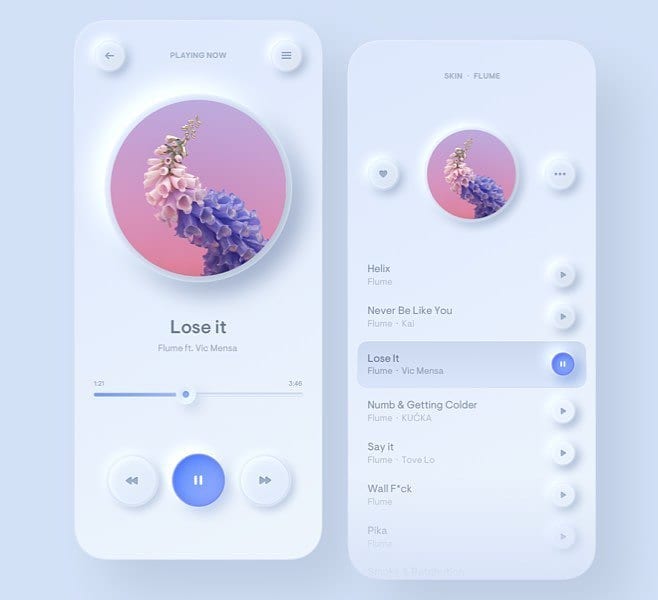 PLAYING NOW
Lose it
Flume ft. Vic Mensa
1:21
3:46
SKIN · FLUME
Helix
Flume
Never Be Like You
Flume · Kai
Lose It
Flume · Vic Mensa
Numb & Getting Colder
Flume · KUČKA
Say it
Flume · Tove Lo
Wall F*ck
Flume
Pika
Flume
Smoke & Retribution